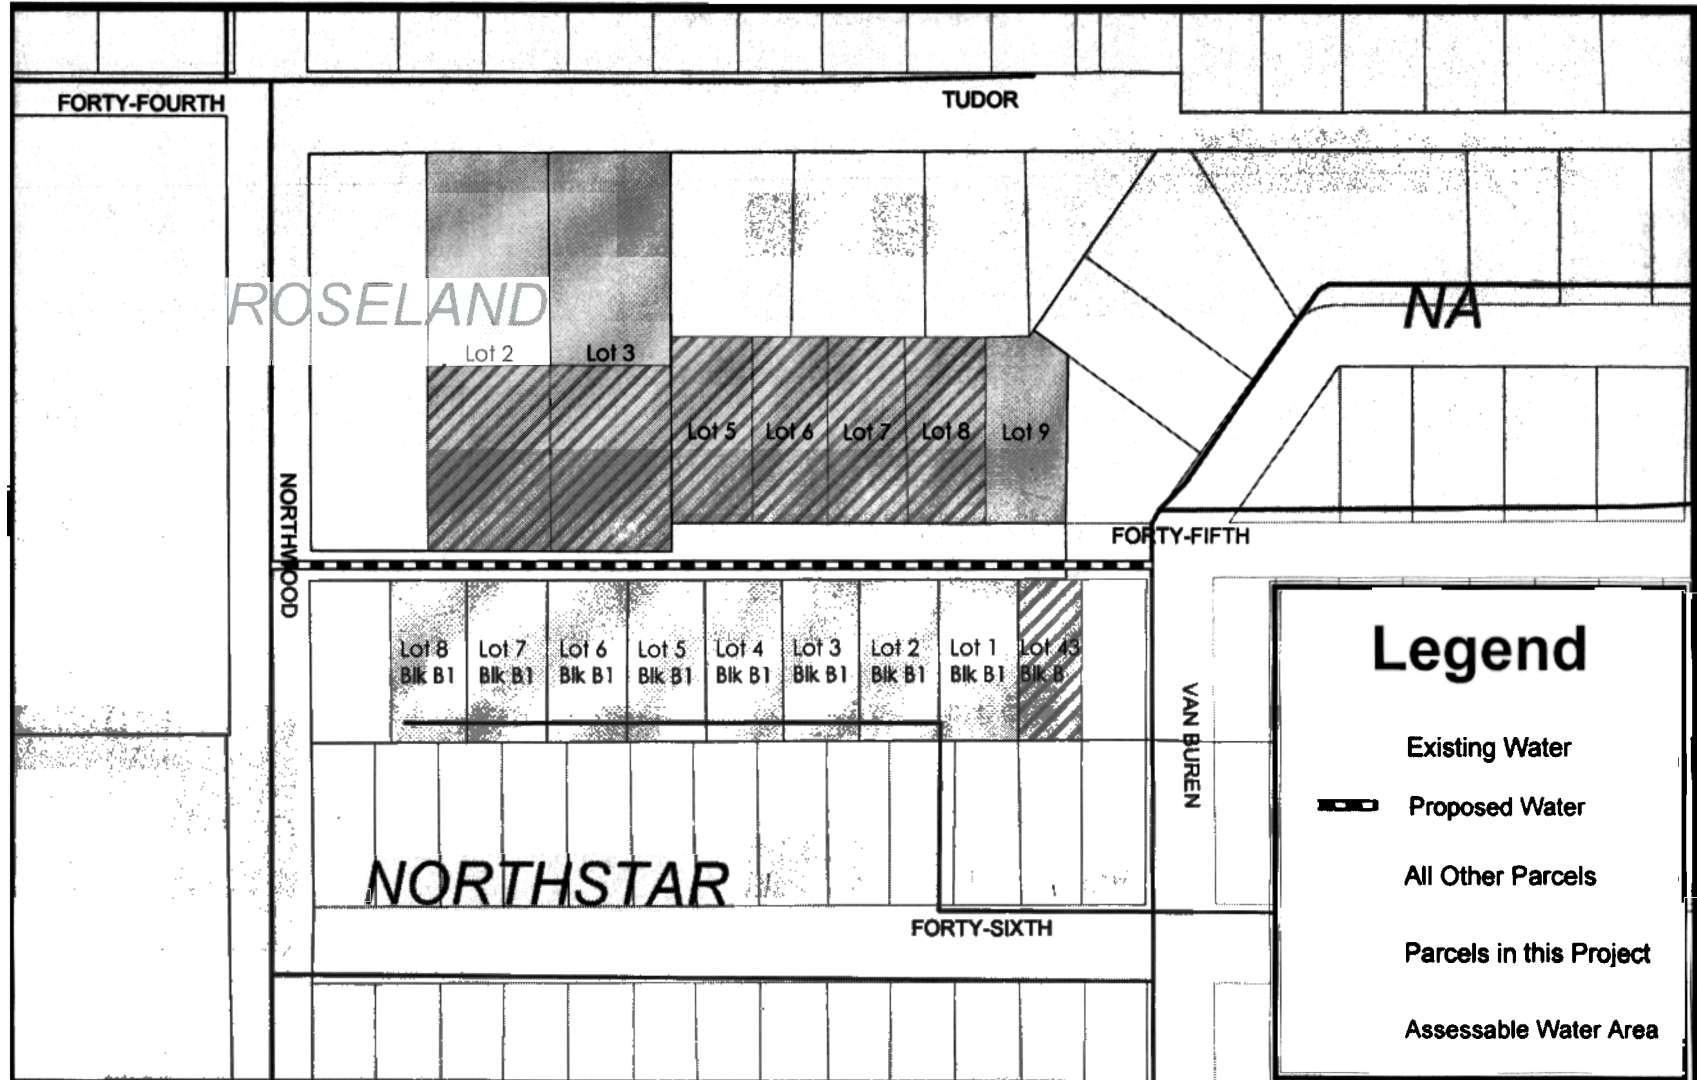 FORTY-FOURTH
TUDOR
ROSELAND
NA
Lot 2
Lot 3
Lot 5
Lot 6
Lot 7
Lot 8
Lot 9
NORTHWOOD
FORTY-FIFTH
Lot 8
Blk B1
Lot 7
Blk B1
Lot 6
Blk B1
Lot 5
Blk B1
Lot 4
Blk B1
Lot 3
Blk B1
Lot 2
Blk B1
Lot 1
Blk B1
Lot 43
Blk B
VAN BUREN
NORTHSTAR
FORTY-SIXTH
Legend
Existing Water
Proposed Water
All Other Parcels
Parcels in this Project
Assessable Water Area